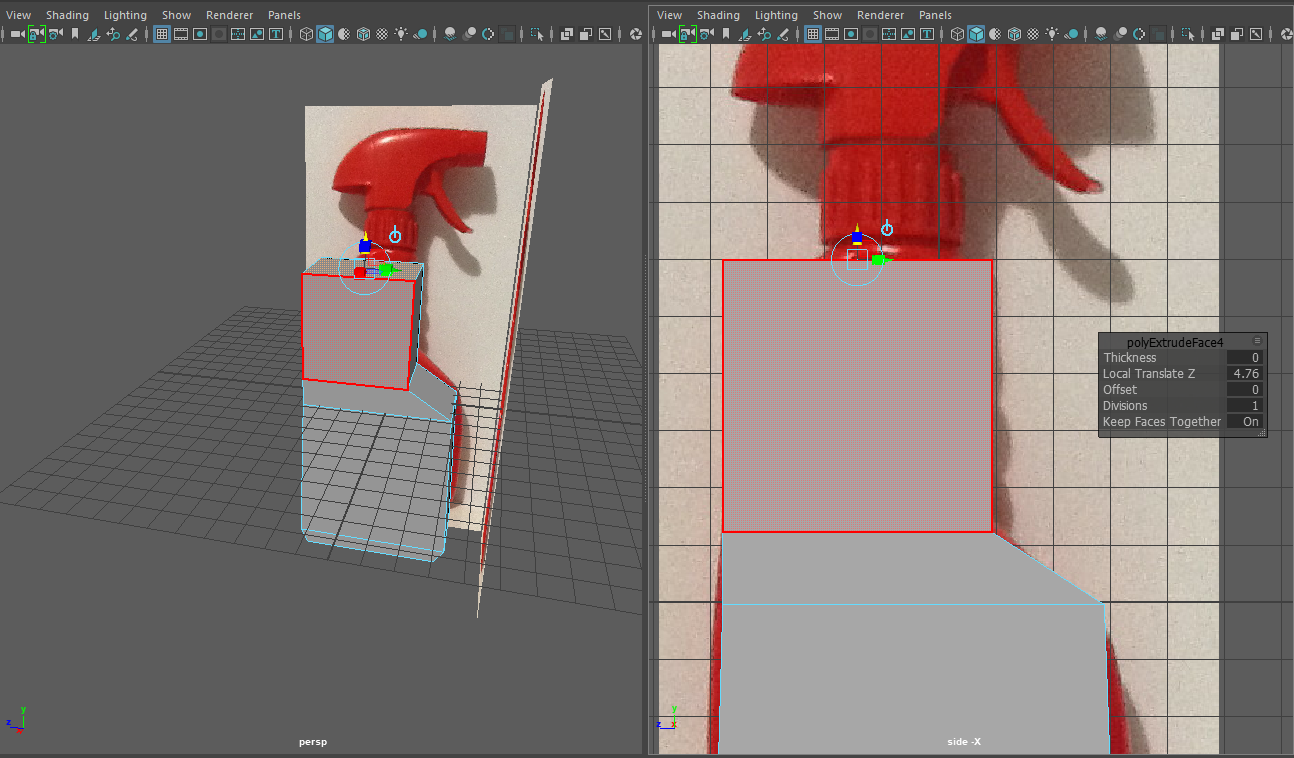 View Shading Lighting Show Renderer Panels
View Shading Lighting Show Renderer Panels
polyExtrudeFace4
Thickness 0
Local Translate Z 4.76
Offset 0
Divisions 1
Keep Faces Together On
y
z
x
persp
y
z
x
side -X